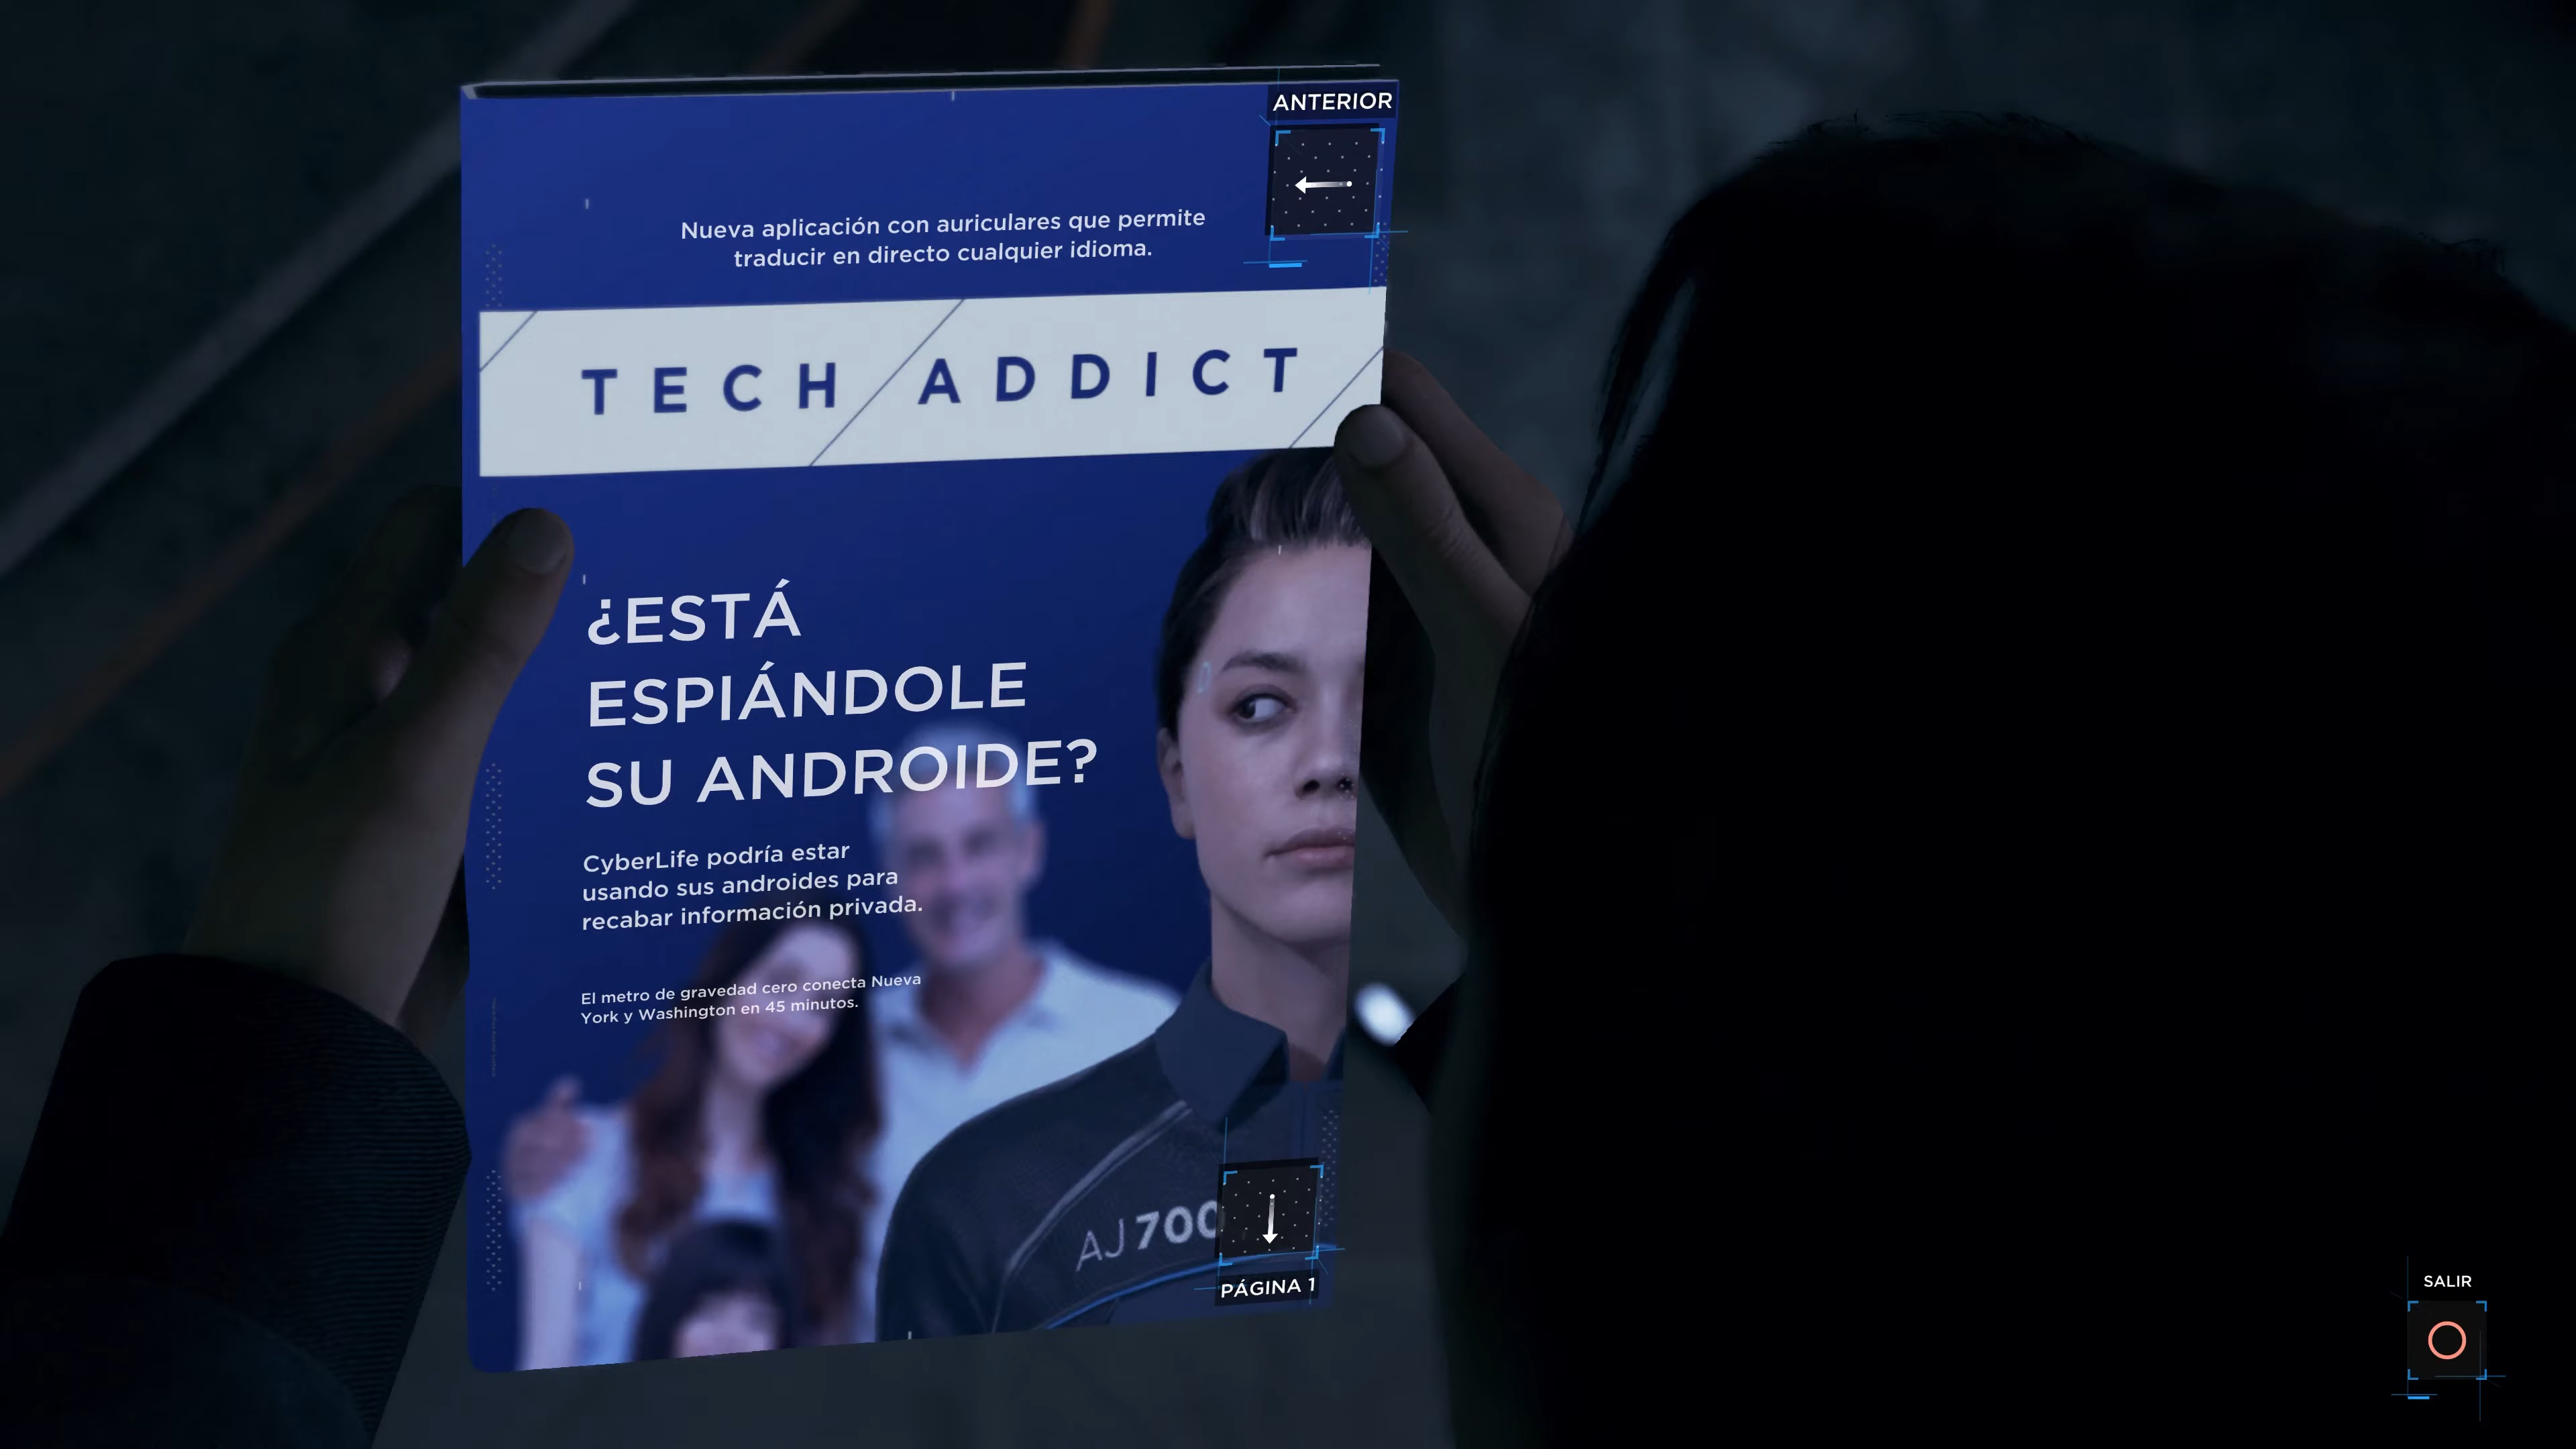 ANTERIOR
Nueva aplicación con auriculares que permite
traducir en directo cualquier idioma.
TECH ADDICT
¿ESTÁ
ESPIÁNDOLE
SU ANDROIDE?
CyberLife podría estar
usando sus androides para
recabar información privada.
El metro de gravedad cero conecta Nueva
York y Washington en 45 minutos.
AJ700
PÁGINA 1
SALIR